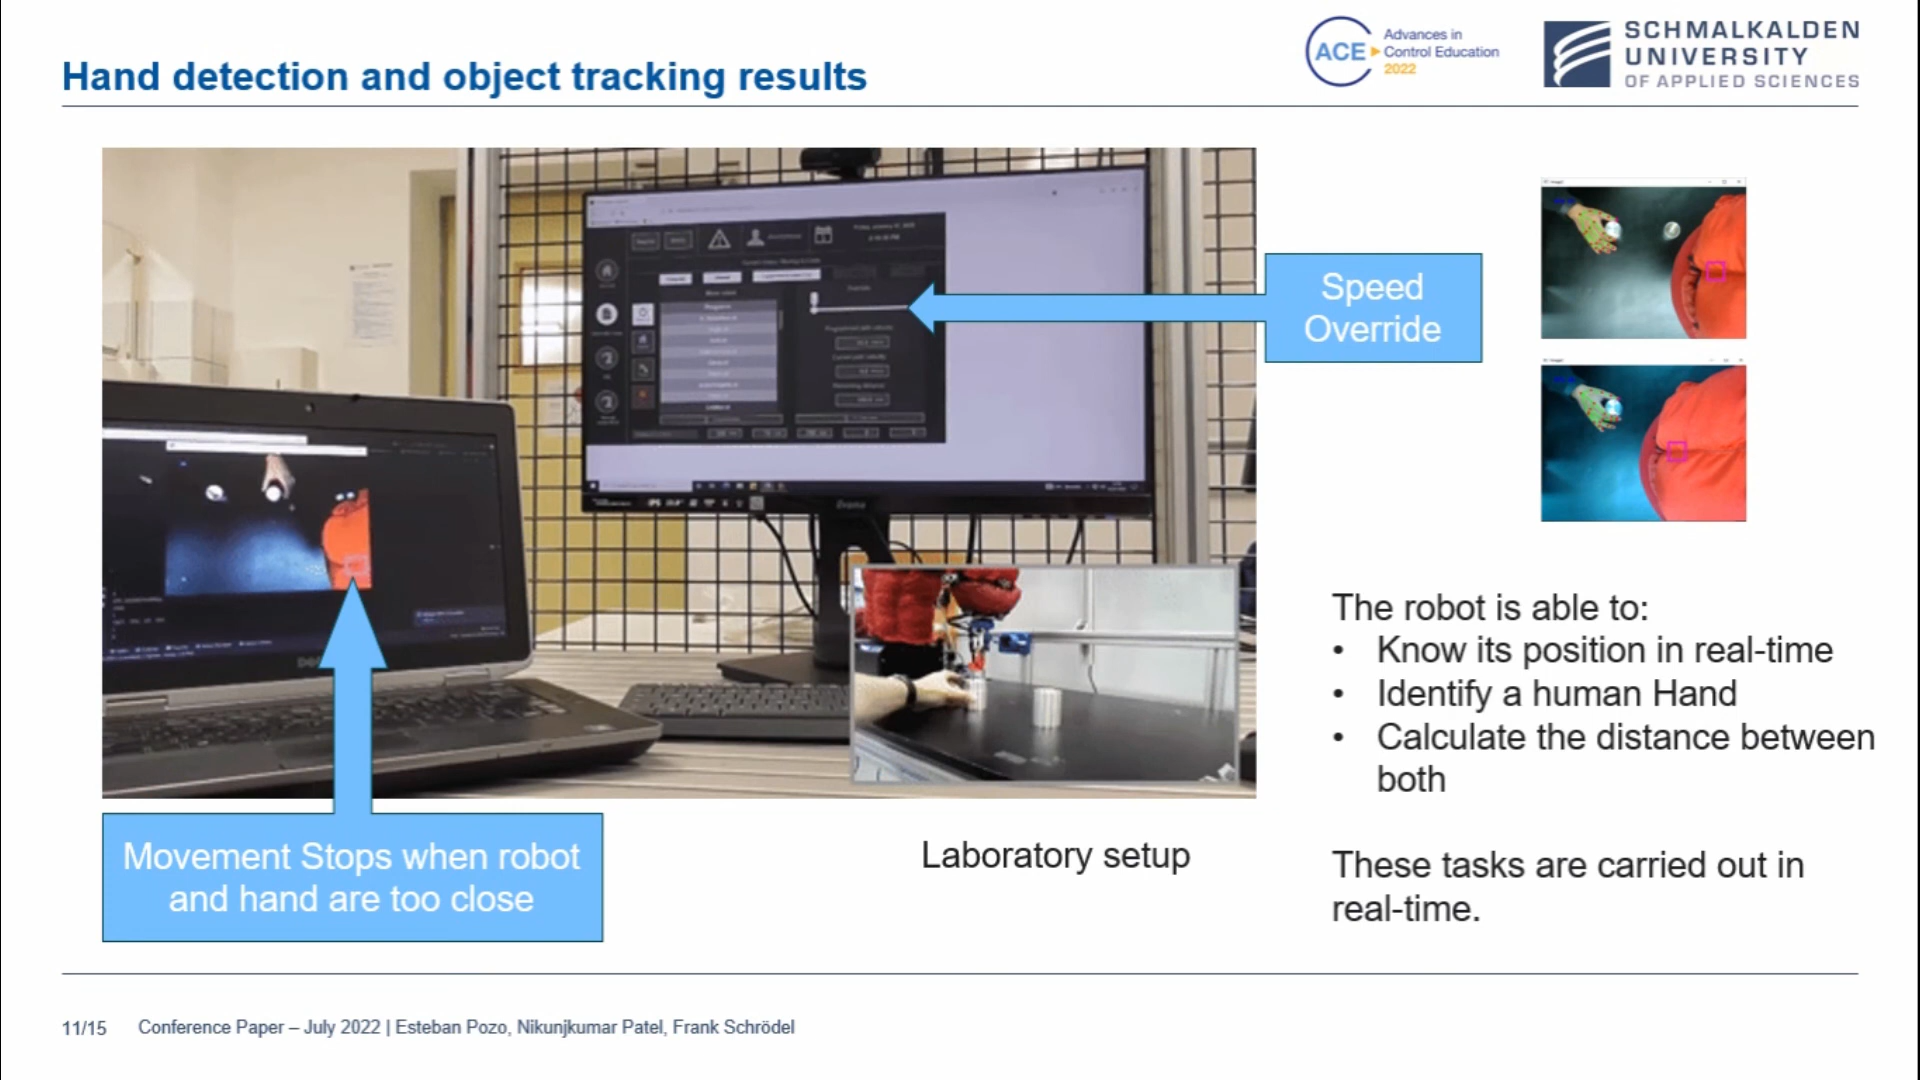 Hand detection and object tracking results
ACE
Advances in
Control Education
2022
SCHMALKALDEN
UNIVERSITY
OF APPLIED SCIENCES
Speed
Override
Movement Stops when robot
and hand are too close
Laboratory setup
The robot is able to:
• Know its position in real-time
• Identify a human Hand
• Calculate the distance between
both
These tasks are carried out in
real-time.
11/15 Conference Paper – July 2022 | Esteban Pozo, Nikunjkumar Patel, Frank Schrödel